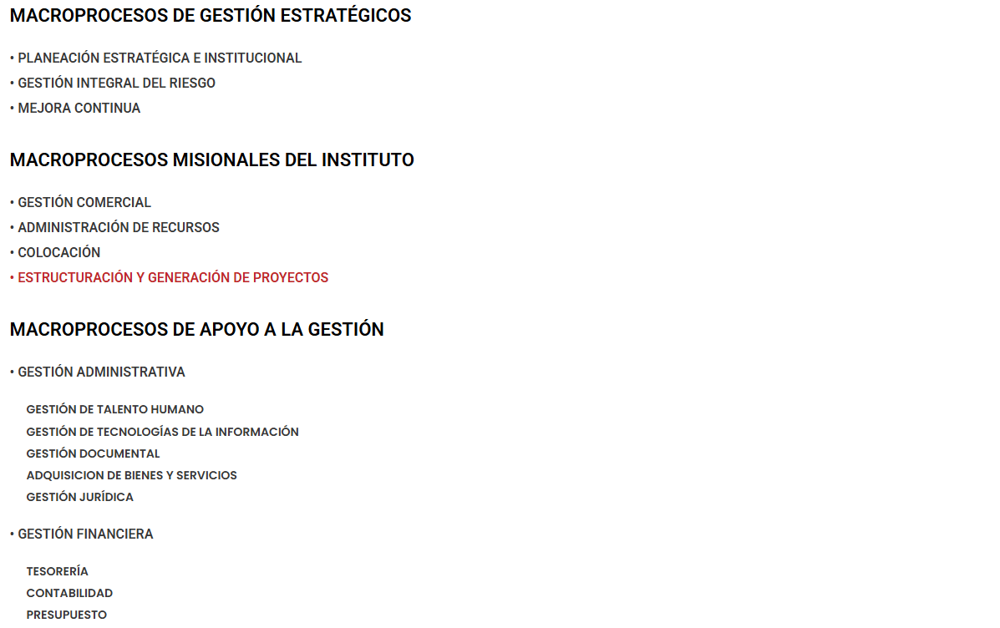 MACROPROCESOS DE GESTIÓN ESTRATÉGICOS
• PLANEACIÓN ESTRATÉGICA E INSTITUCIONAL
• GESTIÓN INTEGRAL DEL RIESGO
• MEJORA CONTINUA
MACROPROCESOS MISIONALES DEL INSTITUTO
• GESTIÓN COMERCIAL
• ADMINISTRACIÓN DE RECURSOS
• COLOCACIÓN
• ESTRUCTURACIÓN Y GENERACIÓN DE PROYECTOS
MACROPROCESOS DE APOYO A LA GESTIÓN
• GESTIÓN ADMINISTRATIVA
GESTIÓN DE TALENTO HUMANO
GESTIÓN DE TECNOLOGÍAS DE LA INFORMACIÓN
GESTIÓN DOCUMENTAL
ADQUISICION DE BIENES Y SERVICIOS
GESTIÓN JURÍDICA
• GESTIÓN FINANCIERA
TESORERÍA
CONTABILIDAD
PRESUPUESTO